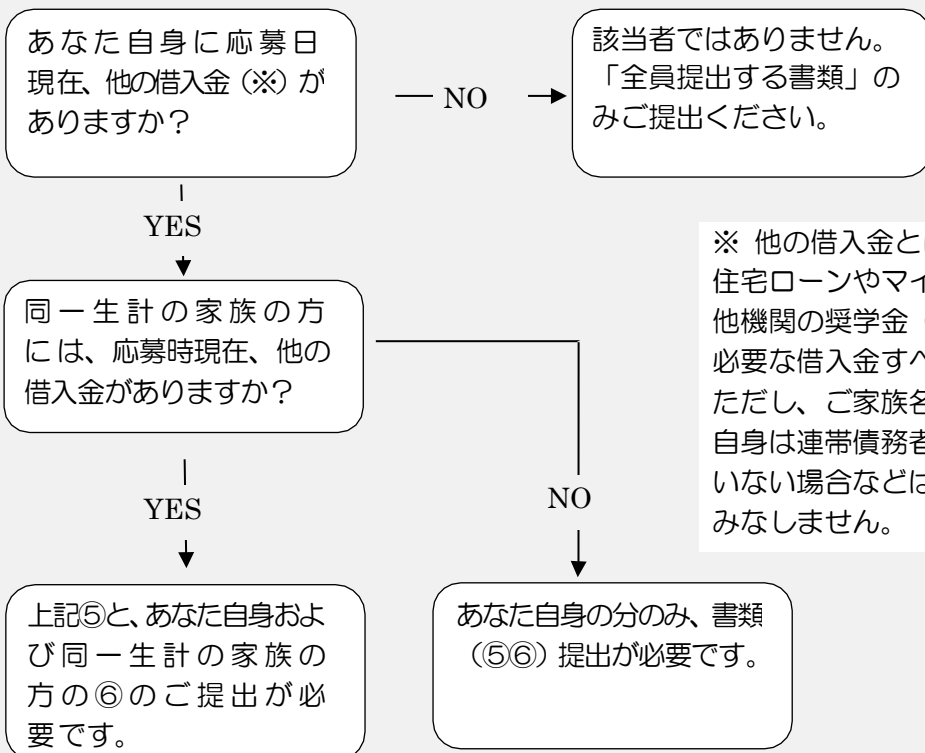 あなた自身に応募日
現在、他の借入金（※）が
ありますか？
NO
該当者ではありません。
「全員提出する書類」の
みご提出ください。
YES
※ 他の借入金と
住宅ローンやマイ
他機関の奨学金
必要な借入金す
ただし、ご家族名
自身は連帯債務者
いない場合など
みなしません。
同一生計の家族の方
には、応募時現在、他の
借入金がありますか？
YES
NO
上記⑤と、あなた自身およ
び同一生計の家族の
方の⑥のご提出が必
要です。
あなた自身の分のみ、書類
（⑤⑥）提出が必要です。